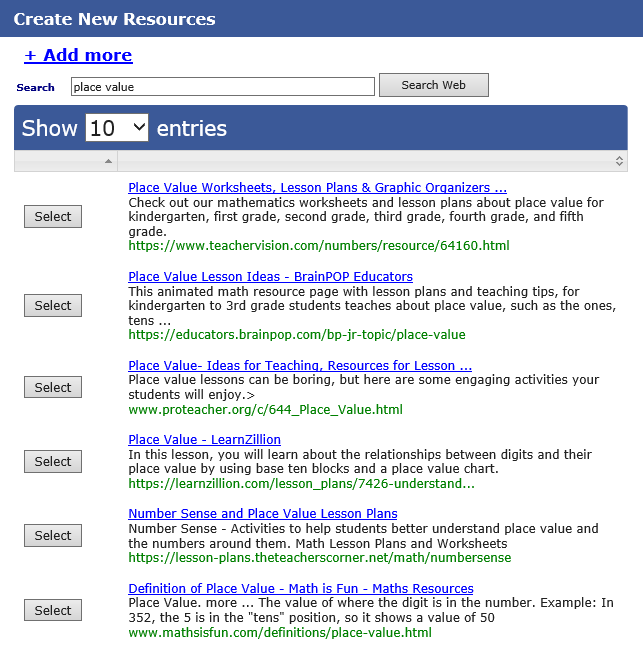 Create New Resources
+ Add more
Search place value Search Web
Show 10 entries
Place Value Worksheets, Lesson Plans & Graphic Organizers ...
Check out our mathematics worksheets and lesson plans about place value for
Select kindergarten, first grade, second grade, third grade, fourth grade, and fifth
grade.
https://www.teachervision.com/numbers/resource/64160.html
Place Value Lesson Ideas - BrainPOP Educators
This animated math resource page with lesson plans and teaching tips, for
Select kindergarten to 3rd grade students teaches about place value, such as the ones,
tens ...
https://educators.brainpop.com/bp-jr-topic/place-value
Place Value- Ideas for Teaching, Resources for Lesson ...
Select Place value lessons can be boring, but here are some engaging activities your
students will enjoy.>
www.proteacher.org/c/644_Place_Value.html
Place Value - LearnZillion
In this lesson, you will learn about the relationships between digits and their
Select place value by using base ten blocks and a place value chart.
https://learnzillion.com/lesson_plans/7426-understand...
Number Sense and Place Value Lesson Plans
Number Sense - Activities to help students better understand place value and
Select the numbers around them. Math Lesson Plans and Worksheets
https://lesson-plans.theteacherscorner.net/math/numbersense
Definition of Place Value - Math is Fun - Maths Resources
Place Value. more ... The value of where the digit is in the number. Example: In
Select 352, the 5 is in the "tens" position, so it shows a value of 50
www.mathsisfun.com/definitions/place-value.html